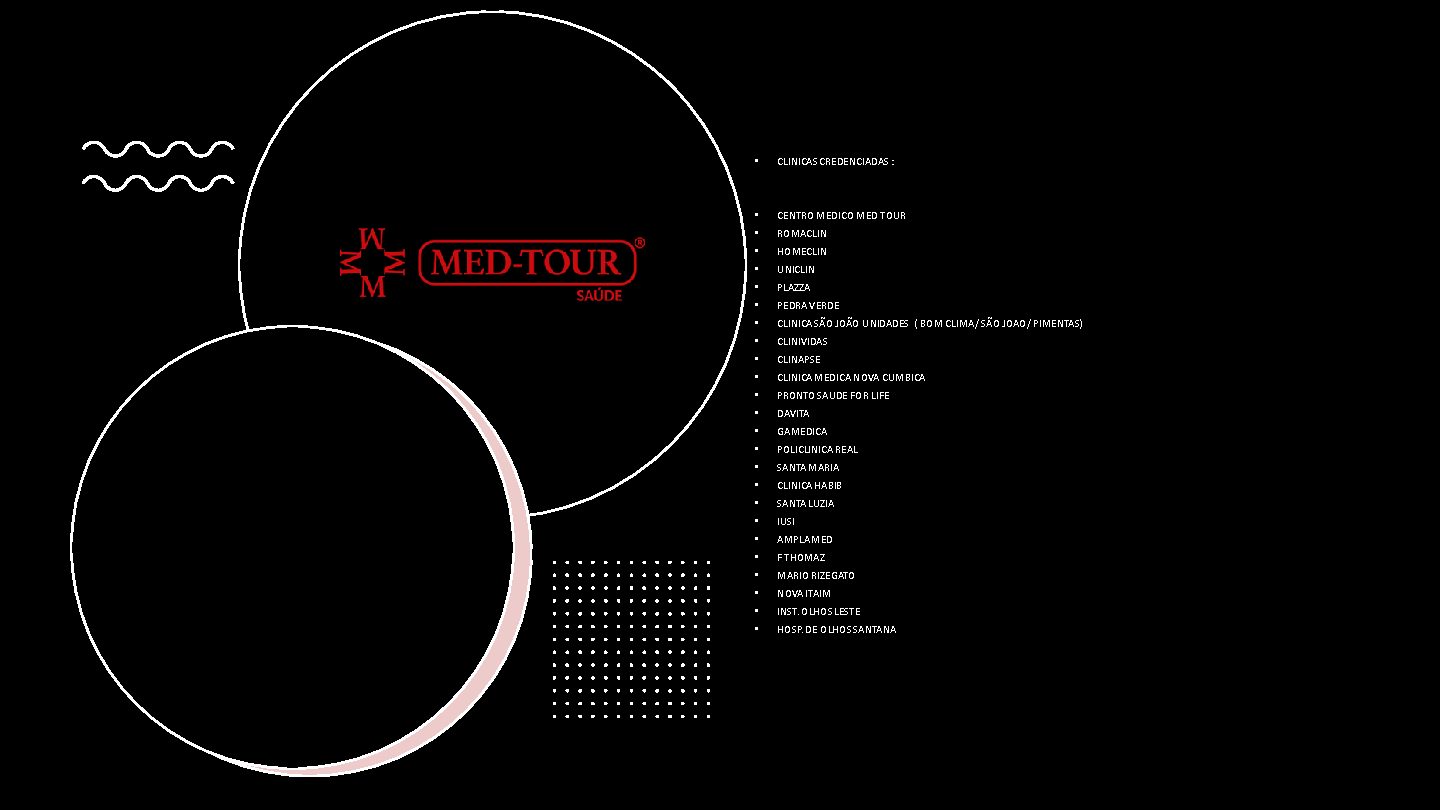 MED-TOUR®
SAÚDE
• CLINICAS CREDENCIADAS :
• CENTRO MEDICO MED TOUR
• ROMACLIN
• HOMECLIN
• UNICLIN
• PLAZZA
• PEDRA VERDE
• CLINICA SÃO JOÃO UNIDADES ( BOM CLIMA/ SÃO JOAO/ PIMENTAS)
• CLINIVIDAS
• CLINAPSE
• CLINICA MEDICA NOVA CUMBICA
• PRONTO SAUDE FOR LIFE
• DAVITA
• GAMEDICA
• POLICLINICA REAL
• SANTA MARIA
• CLINICA HABIB
• SANTA LUZIA
• IUSI
• AMPLAMED
• FTHOMAZ
• MARIO RIZEGATO
• NOVA ITAIM
• INST. OLHOS LESTE
• HOSP. DE OLHOS SANTANA